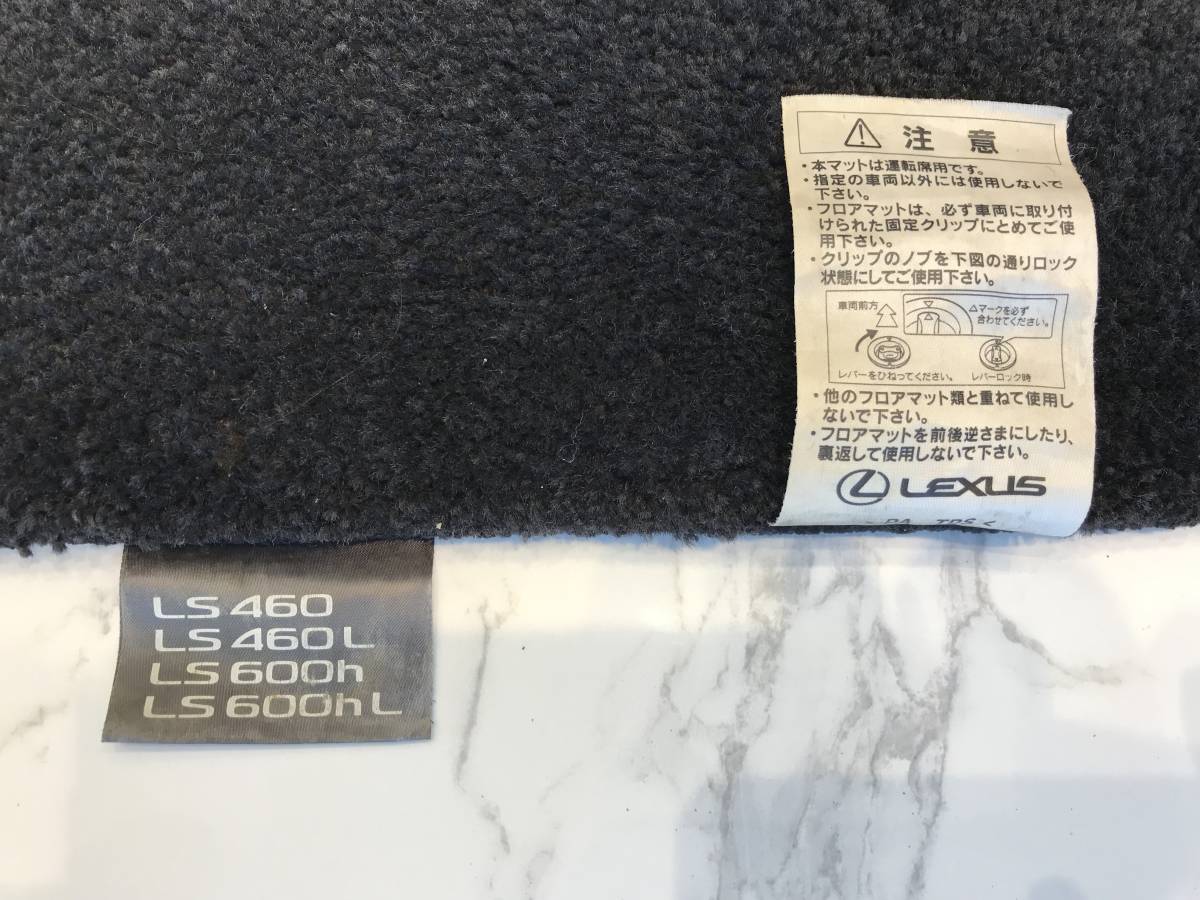 注意
・本マットは運転席用です。
・指定の車両以外には使用しないで
下さい。
・フロアマットは、必ず車両に取り付
けられた固定クリップにとめてご使
用下さい。
・クリップのノブを下図の通りロック
状態にしてご使用下さい。
車両前方
△マークを必ず
合わせてください。
レバーをひねってください。
レバーロック時
・他のフロアマット類と重ねて使用し
ないで下さい。
・フロアマットを前後逆さまにしたり、
裏返して使用しないで下さい。
LEXUS
LS 460
LS 460 L
LS 600h
LS 600h L